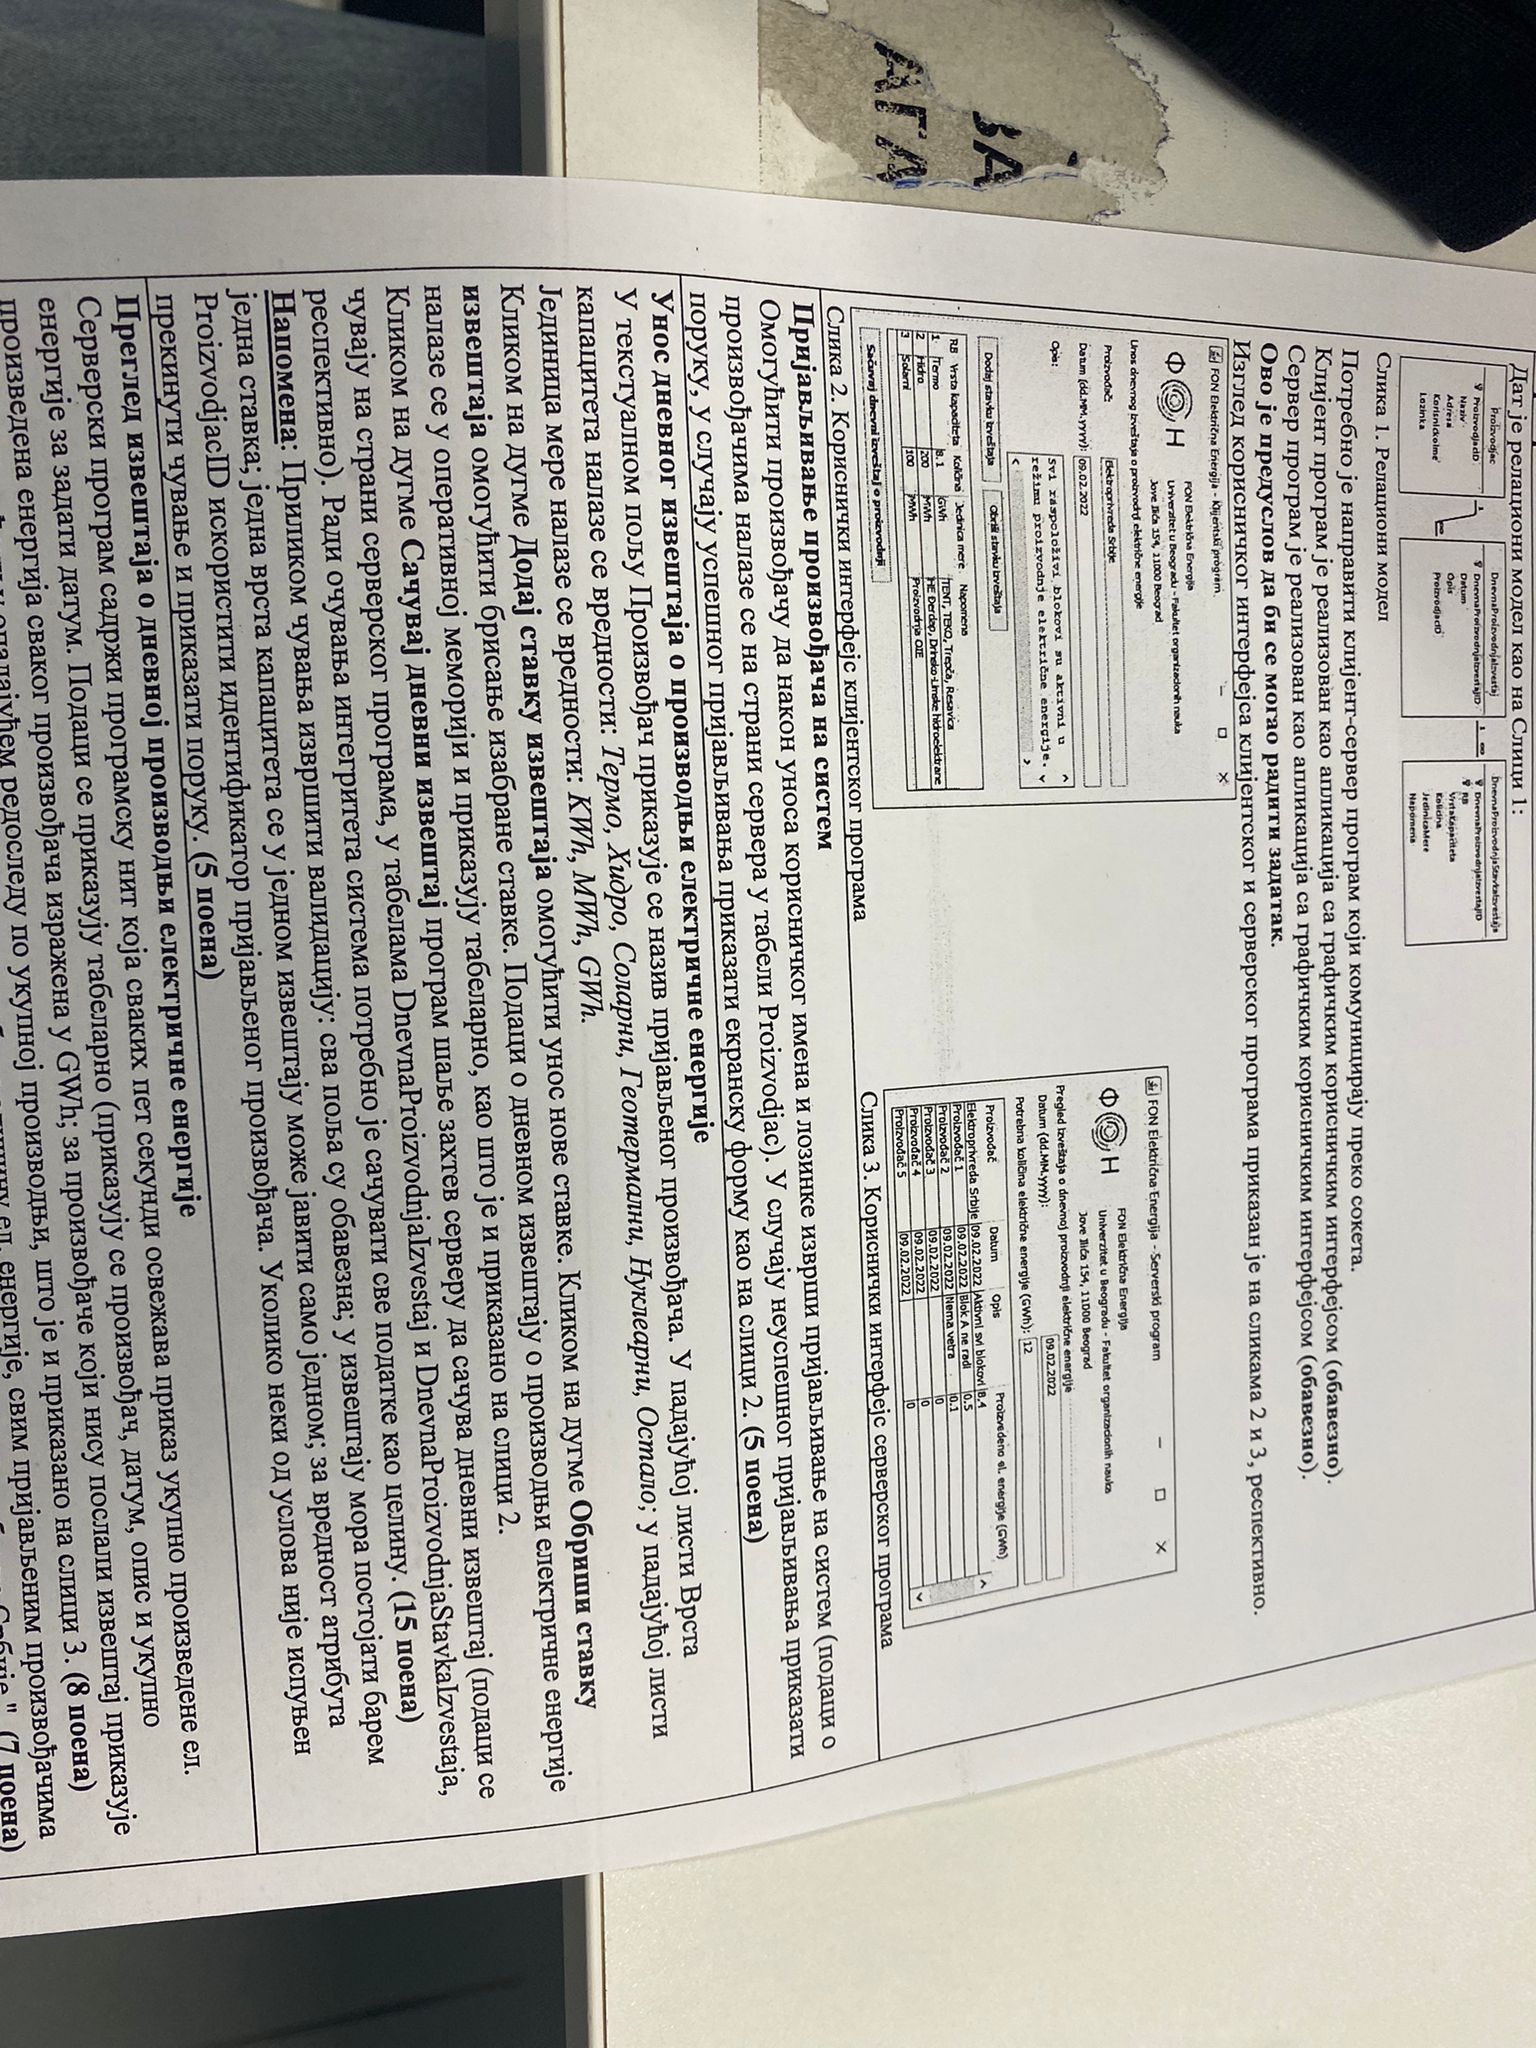 Дат је релациони модел као на Слици 1:
Proizvodjac
ProizvodjacID
Naziv
Adresa
KorisnickoIme
Lozinka
1
∞
DnevnaProizvodnjaIzvestaj
DnevnaProizvodnjaIzvestajID
Datum
Opis
ProizvodjacID
1 ∞
DnevnaProizvodnjaStavkaIzvestaja
DnevnaProizvodnjaIzvestajID
RB
VrstaKapaciteta
Kolicina
JedinicaMere
Napomena
Слика 1. Релациони модел
Потребно је направити клијент-сервер програм који комуницирају преко сокета.
Клијент програм је реализован као апликација са графичким корисничким интерфејсом (обавезно).
Сервер програм је реализован као апликација са графичким корисничким интерфејсом (обавезно).
Ово је предуслов да би се могао радити задатак.
Изглед корисничког интерфејса клијентског и серверског програма приказан је на сликама 2 и 3, респективно.
FON Električna Energija - Klijentski program
Ф Н
FON Električna Energija
Univerzitet u Beogradu - Fakultet organizacionih nauka
Jove Ilića 154, 11000 Beograd
Unos dnevnog izveštaja o proizvodnji električne energije
Proizvođač: Elektroprivreda Srbije
Datum (dd.MM.yyyy): 09.02.2022
Opis: Svi raspoloživi blokovi su aktivni u
režimu proizvodnje električne energije.
Dodaj stavku izveštaja Obriši stavku izveštaja
RB Vrsta kapaciteta Količina Jedinica mere Napomena
1 Termo 8.1 GWh TENT, TEKO, Trepča, Resavica
2 Hidro 200 MWh HE Đerdap, Drinsko-Limske hidroelektrane
3 Solarni 100 MWh Proizvodnja OIE
Sačuvaj dnevni izveštaj o proizvodnji
Слика 2. Кориснички интерфејс клијентског програма
FON Električna Energija - Serverski program
Ф Н
FON Električna Energija
Univerzitet u Beogradu - Fakultet organizacionih nauka
Jove Ilića 154, 11000 Beograd
Pregled izveštaja o dnevnoj proizvodnji električne energije
Datum (dd.MM.yyyy): 09.02.2022
Potrebna količina električne energije (GWh): 12
Proizvođač Datum Opis Proizvedeno el. energije (GWh)
Elektroprivreda Srbije 09.02.2022 Aktivni svi blokovi 8.4
Proizvođač 1 09.02.2022 Blok A ne radi 0.5
Proizvođač 2 09.02.2022 Nema vetra 0.1
Proizvođač 3 09.02.2022 0
Proizvođač 4 09.02.2022 0
Proizvođač 5 09.02.2022 0
Слика 3. Кориснички интерфејс серверског програма
Пријављивање произвођача на систем
Омогућити произвођачу да након уноса корисничког имена и лозинке изврши пријављивање на систем (подаци о
произвођачима налазе се на страни сервера у табели Proizvodjac). У случају неуспешног пријављивања приказати
поруку, у случају успешног пријављивања приказати екранску форму као на слици 2. (5 поена)
Унос дневног извештаја о производњи електричне енергије
У текстуалном пољу Произвођач приказује се назив пријављеног произвођача. У падајућој листи Врста
капацитета налазе се вредности: Термо, Хидро, Соларни, Геотермални, Нуклеарни, Остало; у падајућој листи
Јединица мере налазе се вредности: KWh, MWh, GWh.
Кликом на дугме Додај ставку извештаја омогућити унос нове ставке. Кликом на дугме Обриши ставку
извештаја омогућити брисање изабране ставке. Подаци о дневном извештају о производњи електричне енергије
налазе се у оперативној меморији и приказују табеларно, као што је и приказано на слици 2.
Кликом на дугме Сачувај дневни извештај програм шаље захтев серверу да сачува дневни извештај (подаци се
чувају на страни серверског програма, у табелама DnevnaProizvodnjaIzvestaj и DnevnaProizvodnjaStavkaIzvestaja,
респективно). Ради очувања интегритета система потребно је сачувати све податке као целину. (15 поена)
Напомена: Приликом чувања извршити валидацију: сва поља су обавезна; у извештају мора постојати барем
једна ставка; једна врста капацитета се у једном извештају може јавити само једном; за вредност атрибута
ProizvodjacID искористити идентификатор пријављеног произвођача. Уколико неки од услова није испуњен
прекинути чување и приказати поруку. (5 поена)
Преглед извештаја о дневној производњи електричне енергије
Серверски програм садржи програмску нит која сваких пет секунди освежава приказ укупно произведене ел.
енергије за задати датум. Подаци се приказују табеларно (приказују се произвођач, датум, опис и укупно
произведена енергија сваког произвођача изражена у GWh; за произвођаче који нису послали извештај приказује
опадајућем редоследу по укупној производњи, што је и приказано на слици 3. (8 поена)
ел. енергије, свим пријављеним произвођачима
Србије." (7 поена)
ЗА
АГА